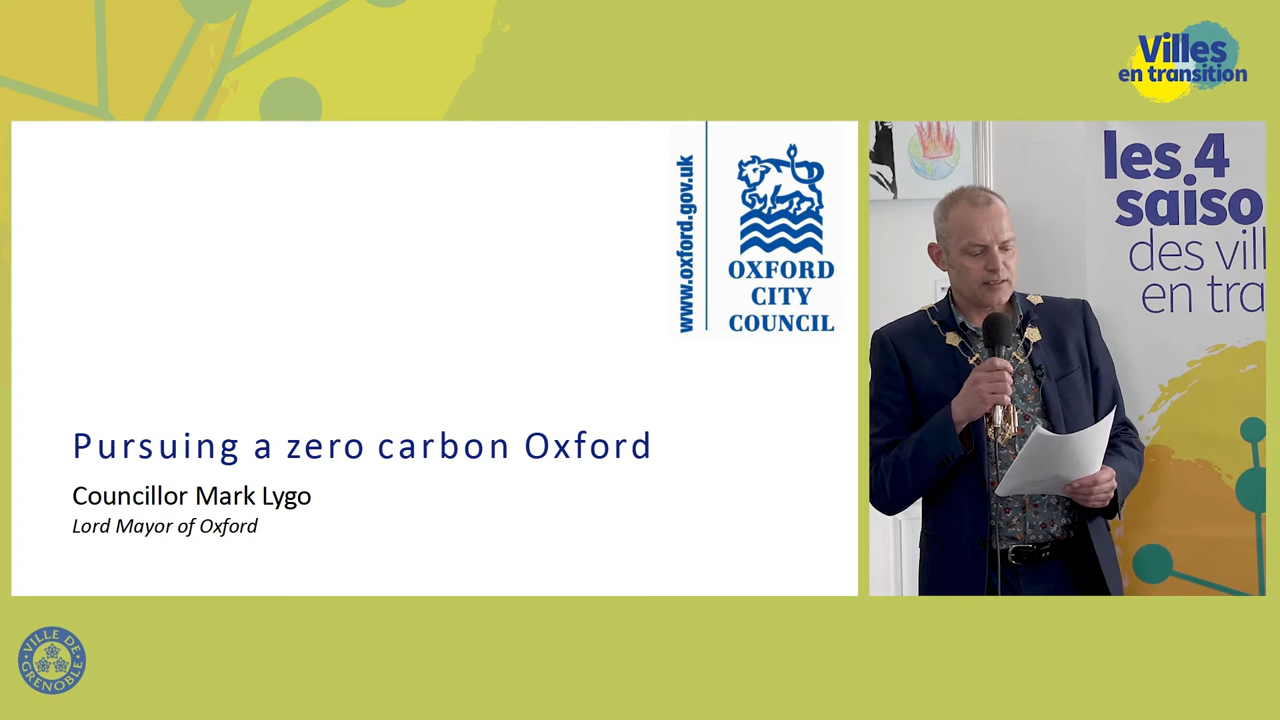 Villes
en transition
www.oxford.gov.uk
OXFORD
CITY
COUNCIL
Pursuing a zero carbon Oxford
Councillor Mark Lygo
Lord Mayor of Oxford
les 4
saiso
des vill
en tra
VILLE DE
GRENOBLE